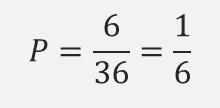 P = 6/36 = 1/6